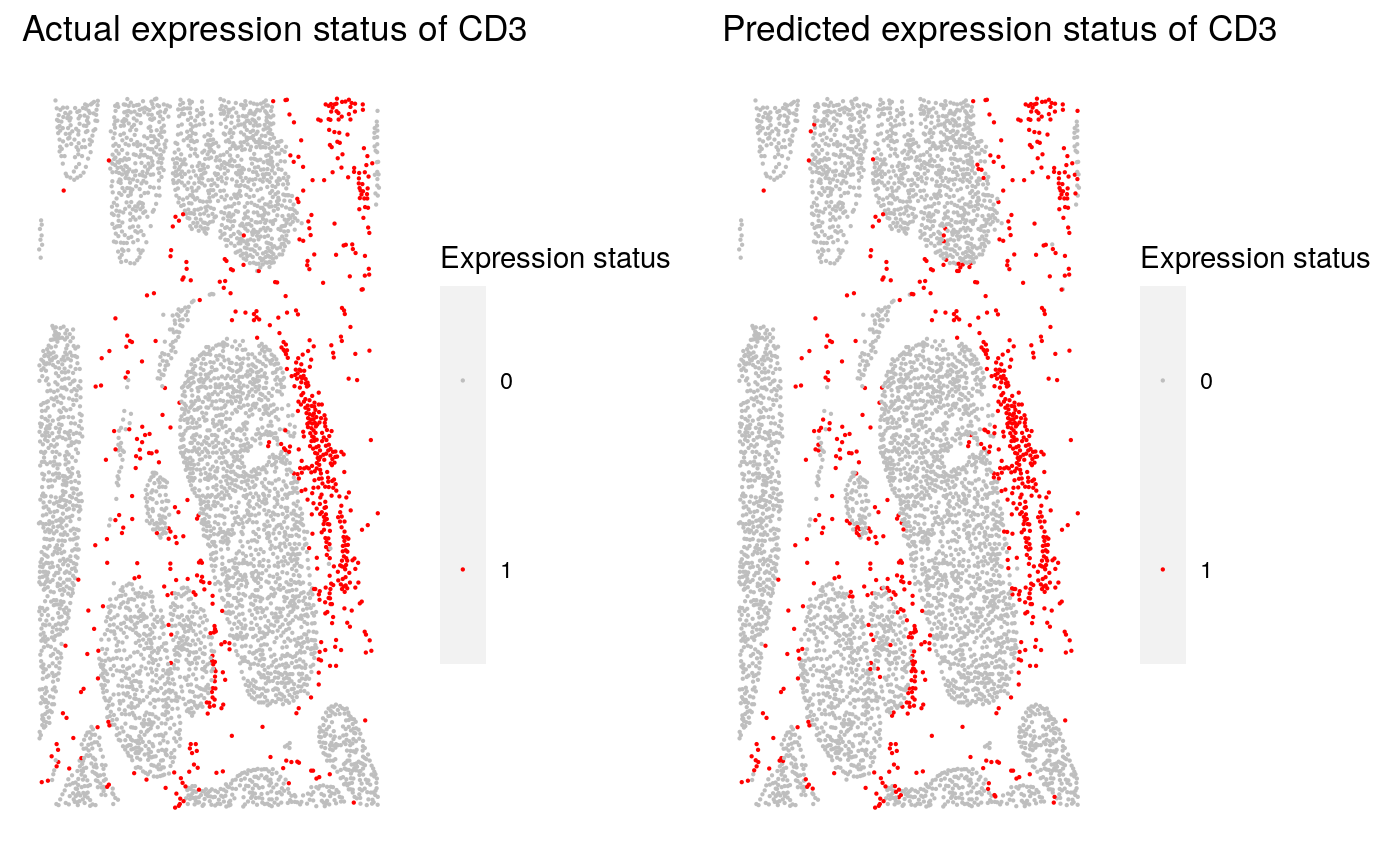 Actual expression status of CD3
Expression status
0
1
Predicted expression status of CD3
Expression status
0
1